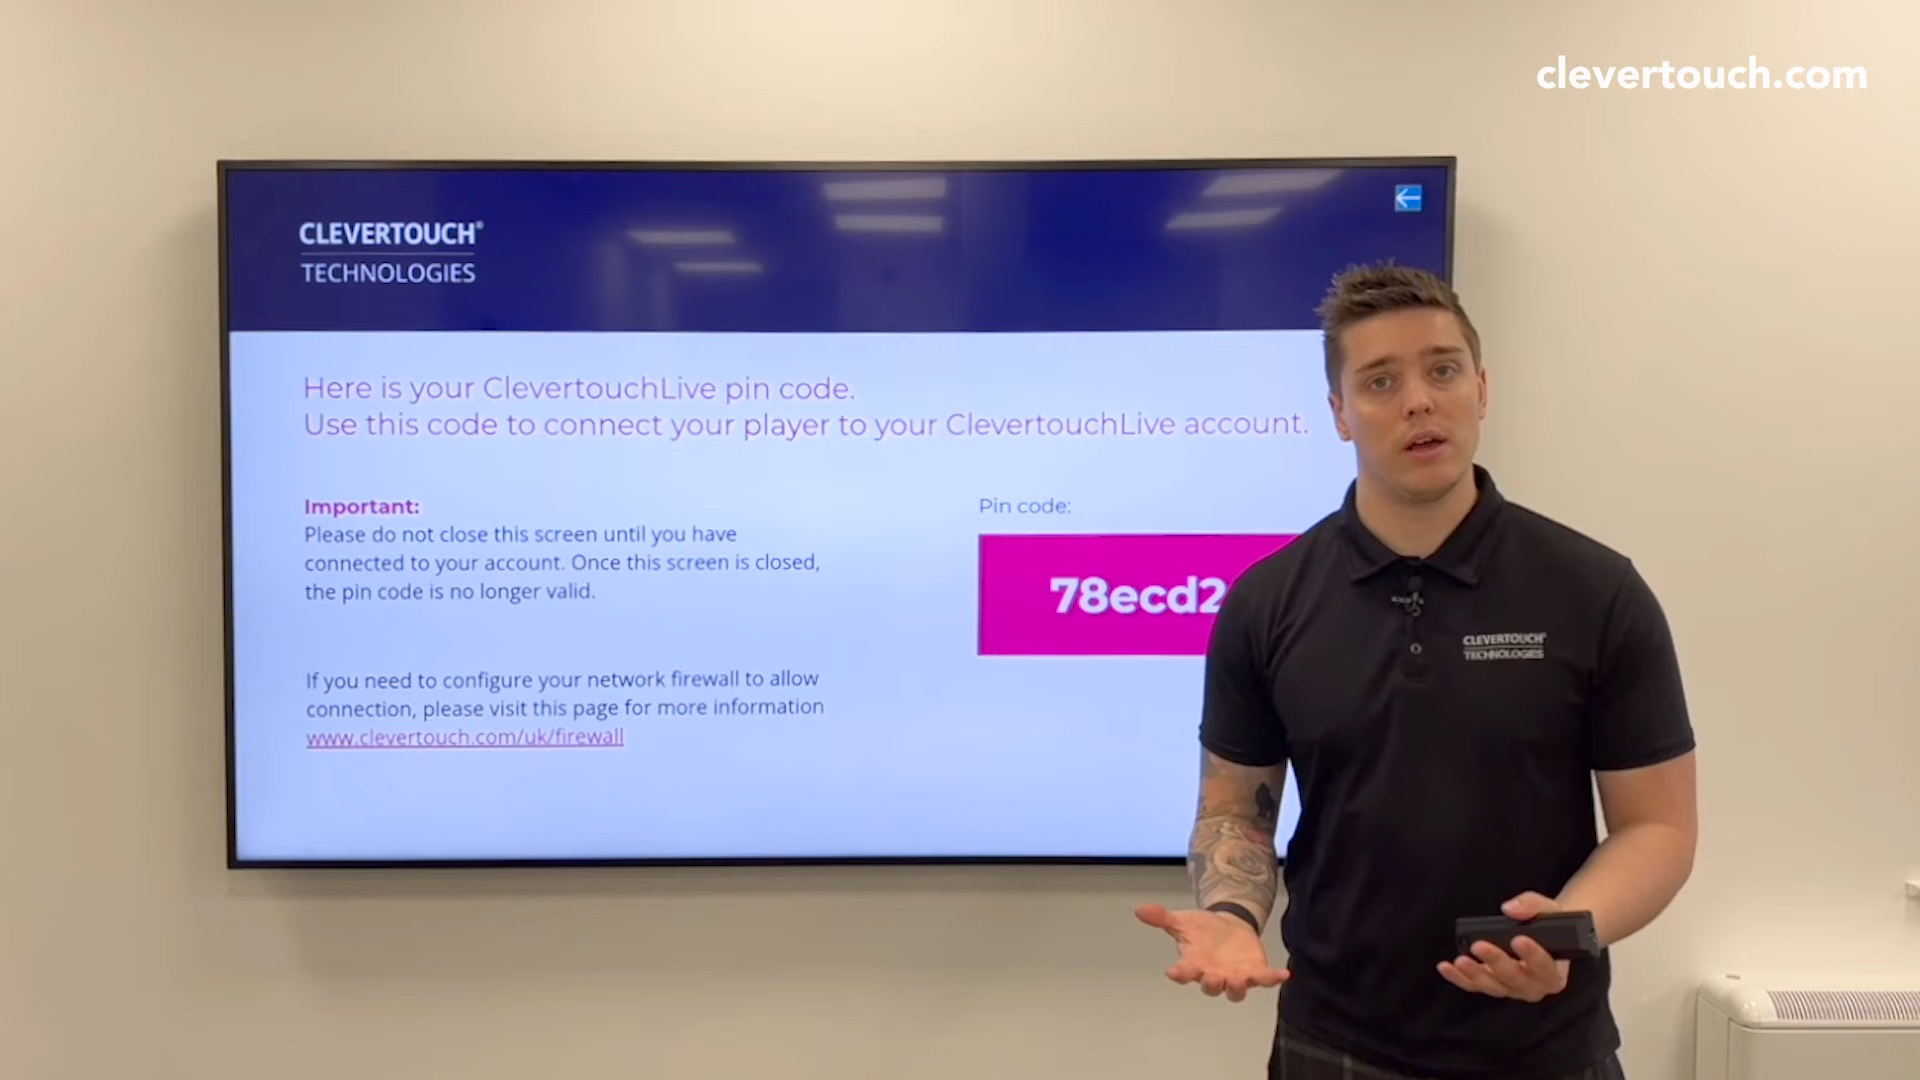 clevertouch.com
CLEVERTOUCH®
TECHNOLOGIES
Here is your ClevertouchLive pin code.
Use this code to connect your player to your ClevertouchLive account.
Important:
Please do not close this screen until you have
connected to your account. Once this screen is closed,
the pin code is no longer valid.
Pin code:
78ecd2
If you need to configure your network firewall to allow
connection, please visit this page for more information
www.clevertouch.com/uk/firewall
CLEVERTOUCH®
TECHNOLOGIES